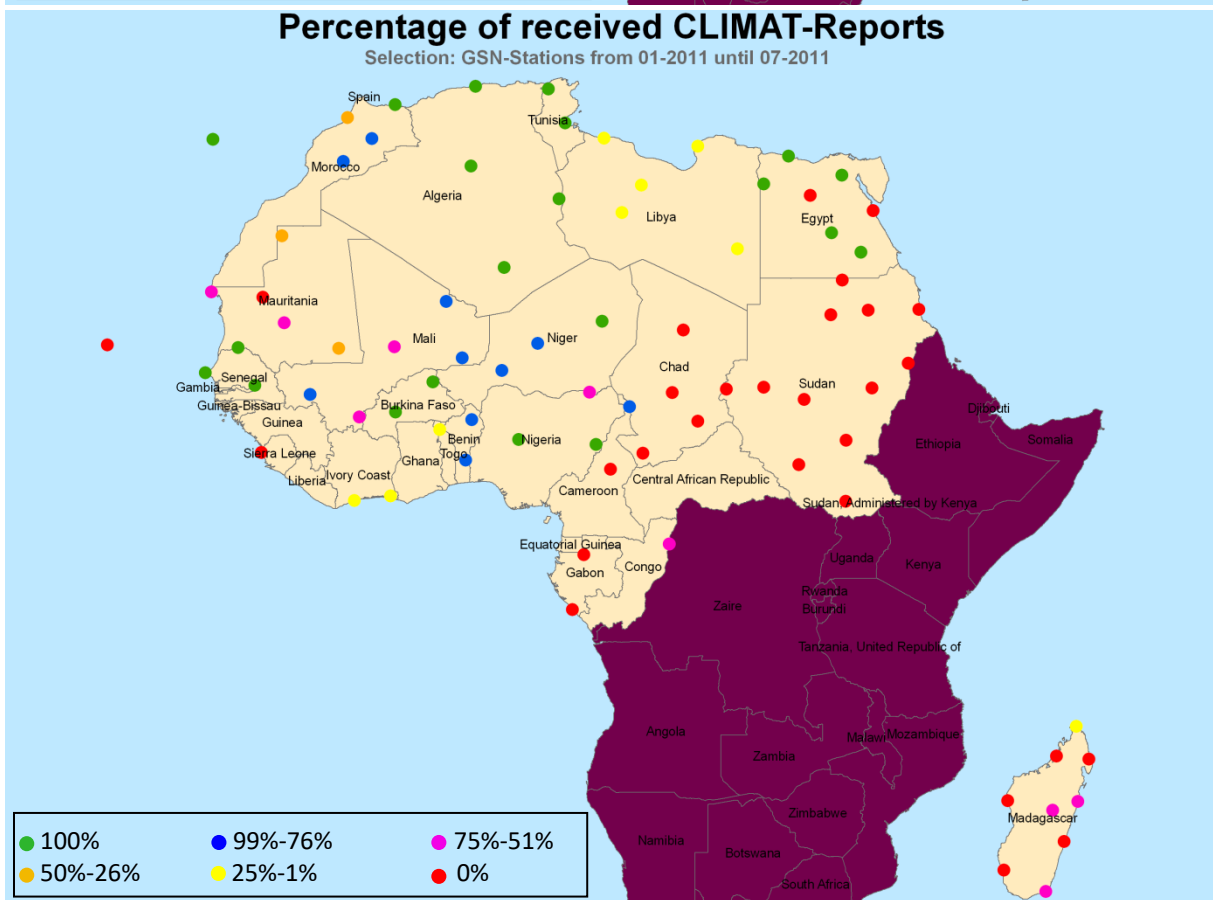 Percentage of received CLIMAT-Reports
Selection: GSN-Stations from 01-2011 until 07-2011
Spain
Tunisia
Morocco
Algeria
Libya
Egypt
Mauritania
Mali
Niger
Chad
Sudan
Senegal
Gambia
Guinea-Bissau
Burkina Faso
Guinea
Djibouti
Benin
Nigeria
Ethiopia
Somalia
Sierra Leone
Togo
Ghana
Ivory Coast
Liberia
Central African Republic
Cameroon
Sudan, Administered by Kenya
Equatorial Guinea
Uganda
Congo
Gabon
Kenya
Rwanda
Zaire
Burundi
Tanzania, United Republic of
Angola
Malawi
Mozambique
Zambia
Zimbabwe
Madagascar
Namibia
Botswana
South Africa
100% 99%-76% 75%-51%
50%-26% 25%-1% 0%